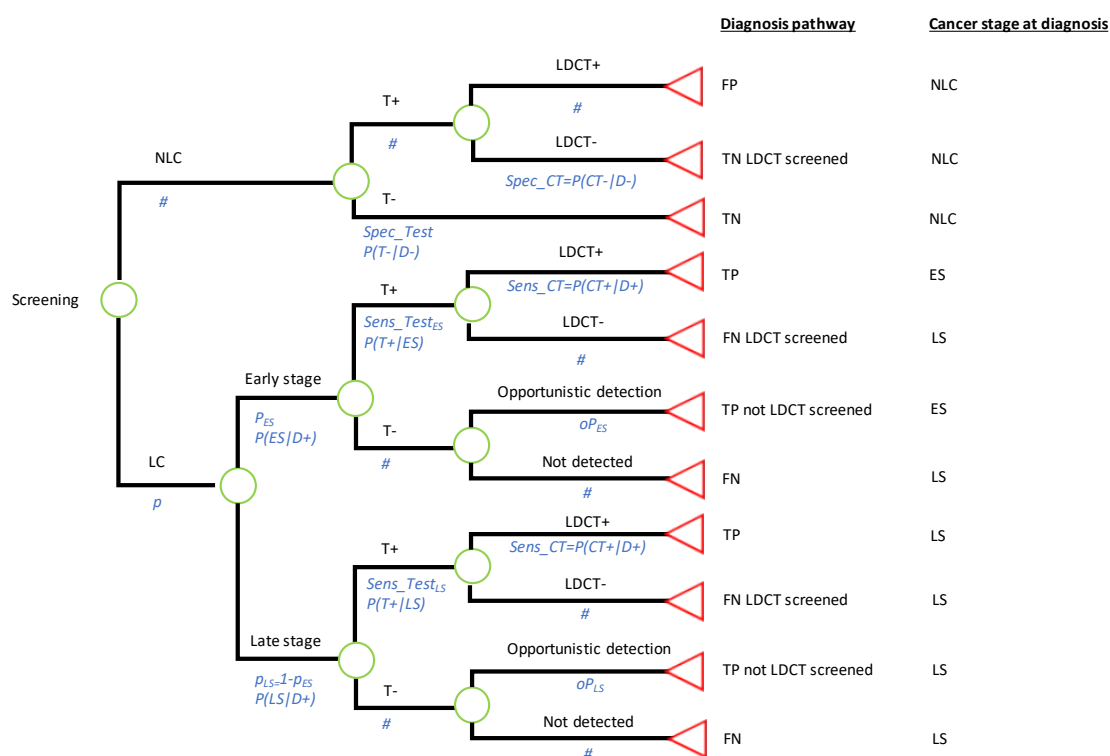 Diagnosis pathway
Cancer stage at diagnosis
LDCT+
FP
NLC
#
T+
#
LDCT-
TN LDCT screened
NLC
Spec_CT=P(CT-|D-)
NLC
#
T-
TN
NLC
Spec_Test
P(T-|D-)
LDCT+
TP
ES
Sens_CT=P(CT+|D+)
T+
Sens_TestES
P(T+|ES)
Screening
LDCT-
FN LDCT screened
LS
#
Early stage
PES
P(ES|D+)
Opportunistic detection
TP not LDCT screened
ES
oPES
T-
#
Not detected
FN
LS
#
LC
p
LDCT+
TP
LS
Sens_CT=P(CT+|D+)
T+
Sens_TestLS
P(T+|LS)
LDCT-
FN LDCT screened
LS
#
Late stage
pLS=1-pES
P(LS|D+)
Opportunistic detection
TP not LDCT screened
LS
oPLS
T-
#
Not detected
FN
LS
#